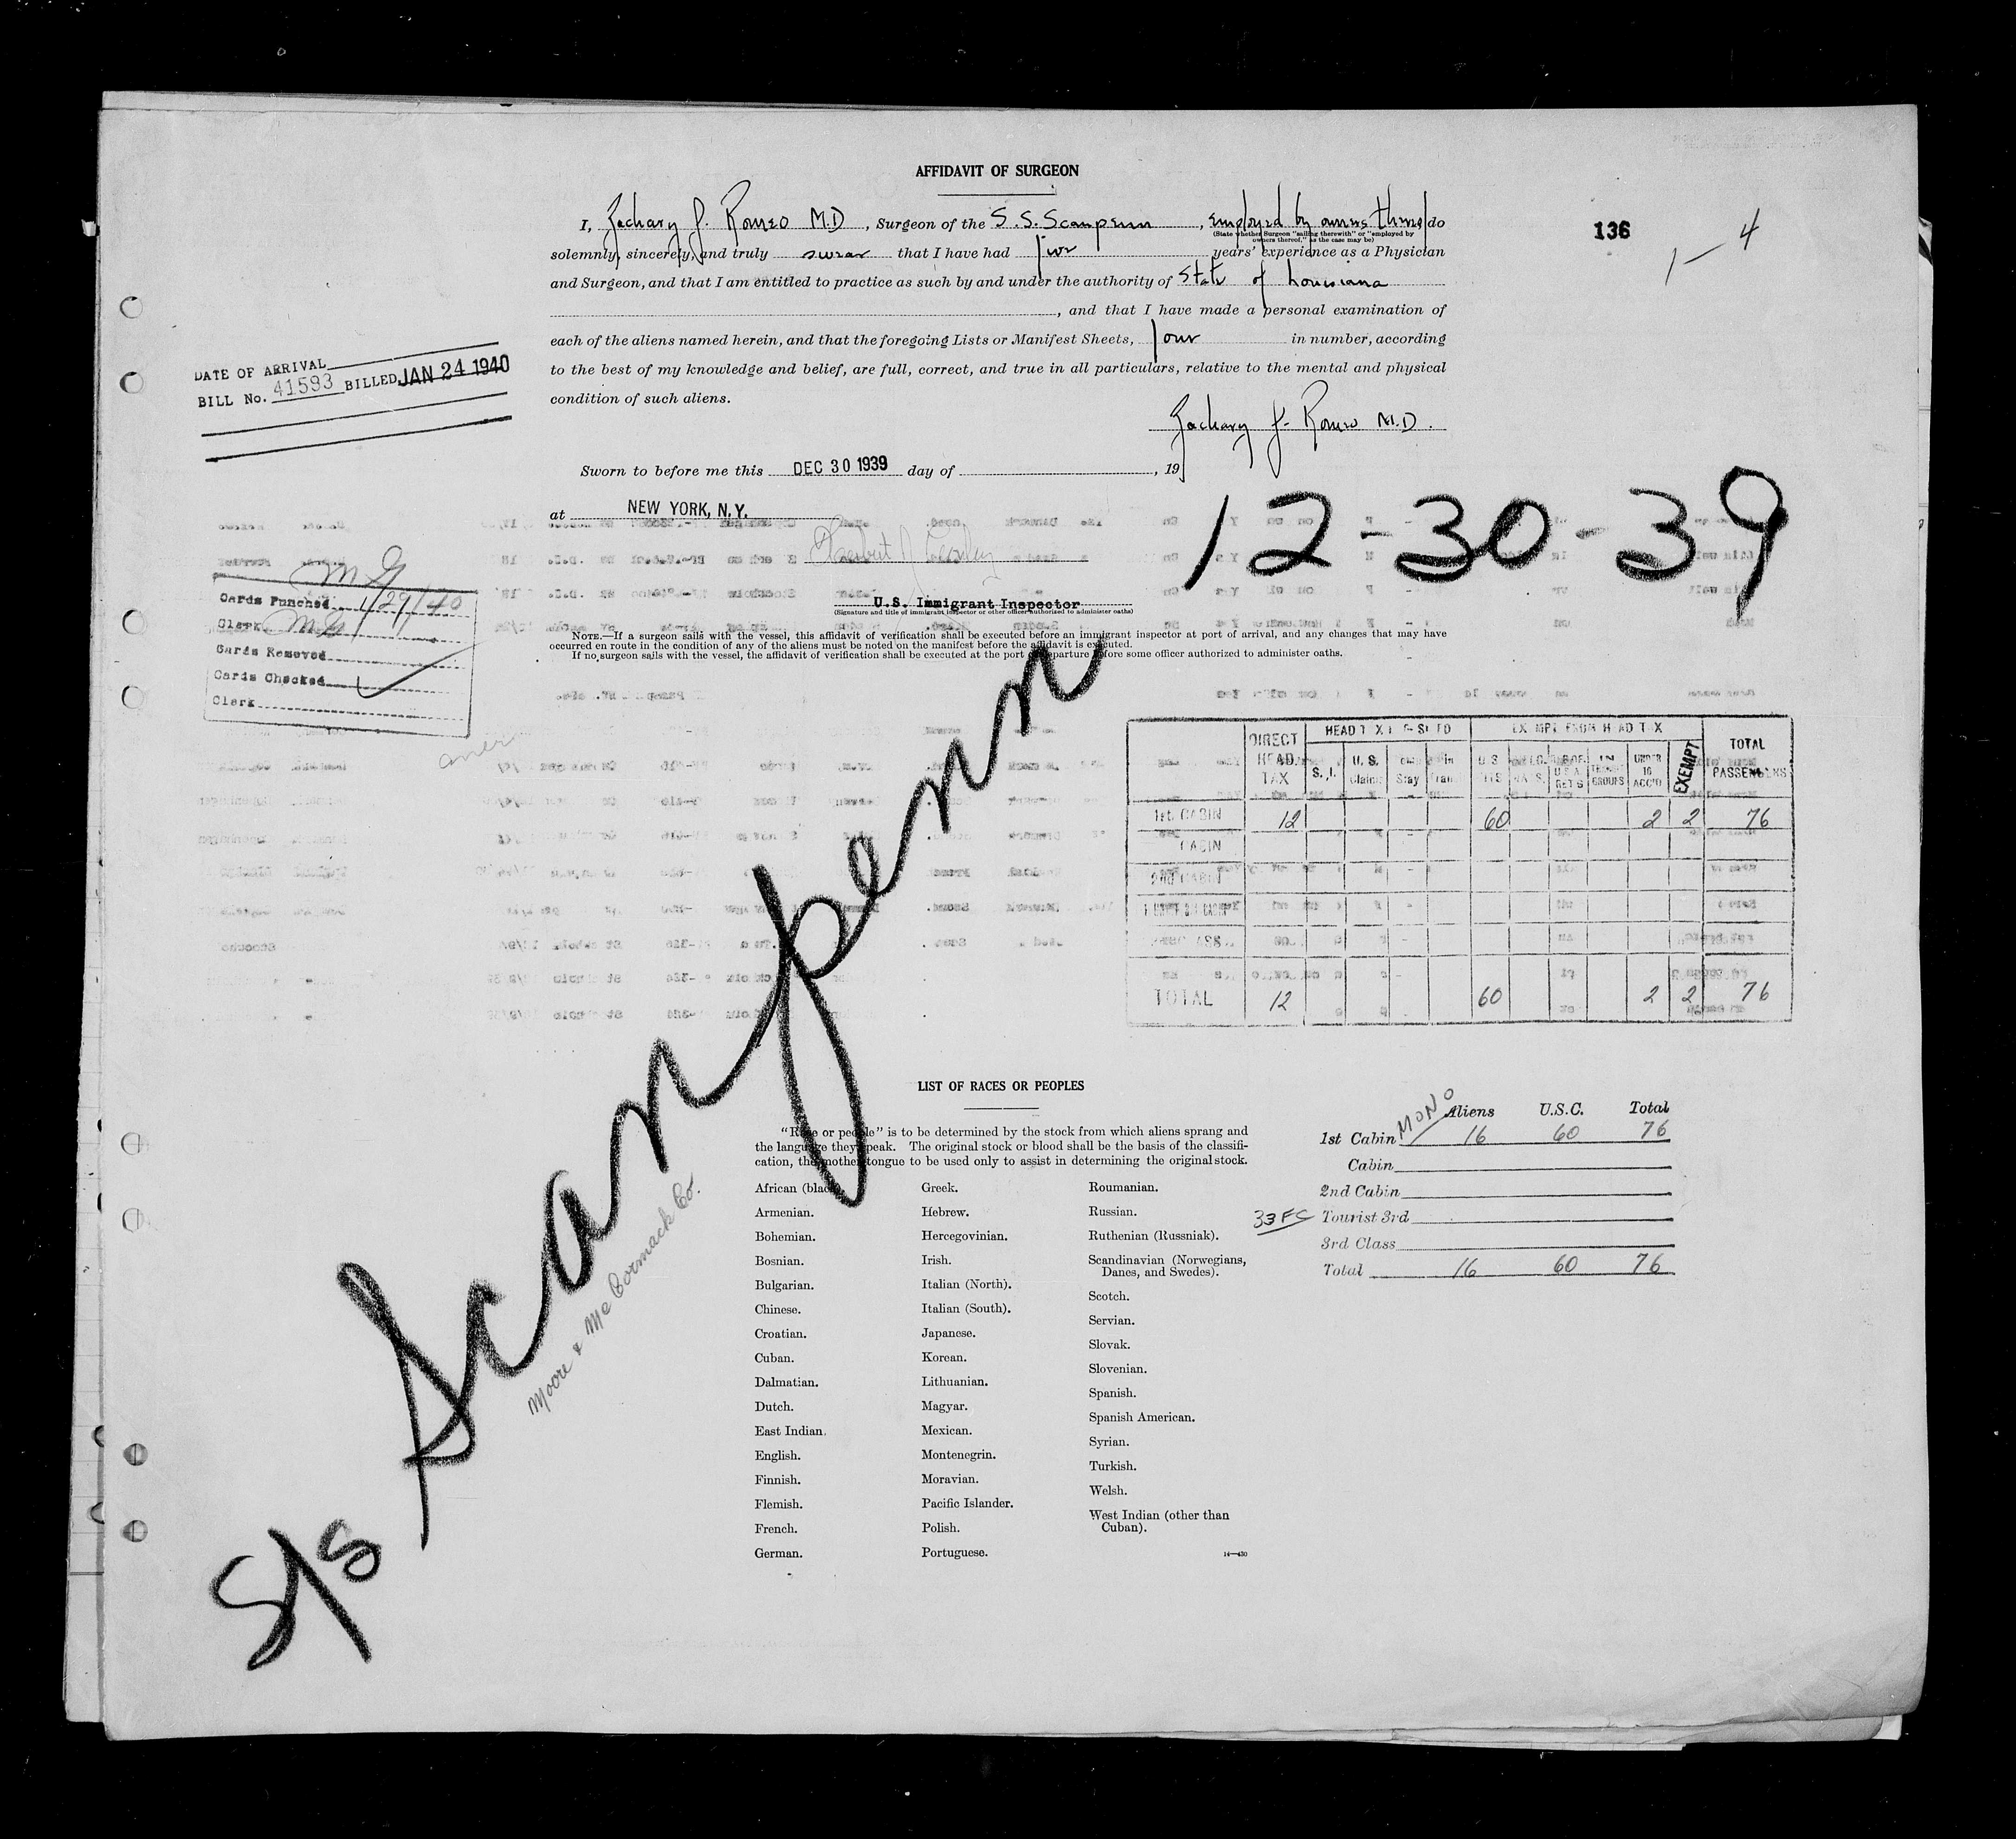 AFFIDAVIT OF SURGEON
136
1 — 4
I, Zachary J. Romeo M.D , Surgeon of the S.S. Scanpenn , employed by owners thereof do
(State whether Surgeon "sailing therewith" or "employed by owners thereof," as the case may be)
solemnly, sincerely, and truly swear that I have had five years' experience as a Physician
and Surgeon, and that I am entitled to practice as such by and under the authority of State of Louisiana
, and that I have made a personal examination of
each of the aliens named herein, and that the foregoing Lists or Manifest Sheets, four in number, according
to the best of my knowledge and belief, are full, correct, and true in all particulars, relative to the mental and physical
condition of such aliens.
Zachary J. Romeo M.D.
DATE OF ARRIVAL
BILL No. 41593 BILLED JAN 24 1940
Sworn to before me this DEC 30 1939 day of , 19
at NEW YORK, N.Y.
12-30-39
U.S. Immigrant Inspector
(Signature and title of immigrant inspector or other officer authorized to administer oaths)
NOTE.—If a surgeon sails with the vessel, this affidavit of verification shall be executed before an immigrant inspector at port of arrival, and any changes that may have
occurred en route in the condition of any of the aliens must be noted on the manifest before the affidavit is executed.
If no surgeon sails with the vessel, the affidavit of verification shall be executed at the port of departure before some officer authorized to administer oaths.
MG
Cards Punched 1/29/40
Clerk MG
Cards Removed
Cards Checked
Clerk
S/S Scanpenn
Moore & McCormack Co.
DIRECT HEAD TAX
EXEMPT FROM HEAD TAX
TOTAL PASSENGERS
S.I.
U.S. Claims
UNDER 16 ACC'D
EXEMPT
1st CABIN 12 60 2 2 76
CABIN
2nd CABIN
TOTAL 12 60 2 2 76
LIST OF RACES OR PEOPLES
"Race or people" is to be determined by the stock from which aliens sprang and
the language they speak. The original stock or blood shall be the basis of the classifi-
cation, the mother tongue to be used only to assist in determining the original stock.
African (black).
Armenian.
Bohemian.
Bosnian.
Bulgarian.
Chinese.
Croatian.
Cuban.
Dalmatian.
Dutch.
East Indian.
English.
Finnish.
Flemish.
French.
German.
Greek.
Hebrew.
Hercegovinian.
Irish.
Italian (North).
Italian (South).
Japanese.
Korean.
Lithuanian.
Magyar.
Mexican.
Montenegrin.
Moravian.
Pacific Islander.
Polish.
Portuguese.
Roumanian.
Russian.
Ruthenian (Russniak).
Scandinavian (Norwegians,
Danes, and Swedes).
Scotch.
Servian.
Slovak.
Slovenian.
Spanish.
Spanish American.
Syrian.
Turkish.
Welsh.
West Indian (other than
Cuban).
14—430
MONO
Aliens U.S.C. Total
1st Cabin 16 60 76
Cabin
2nd Cabin
33 FC Tourist 3rd
3rd Class
Total 16 60 76